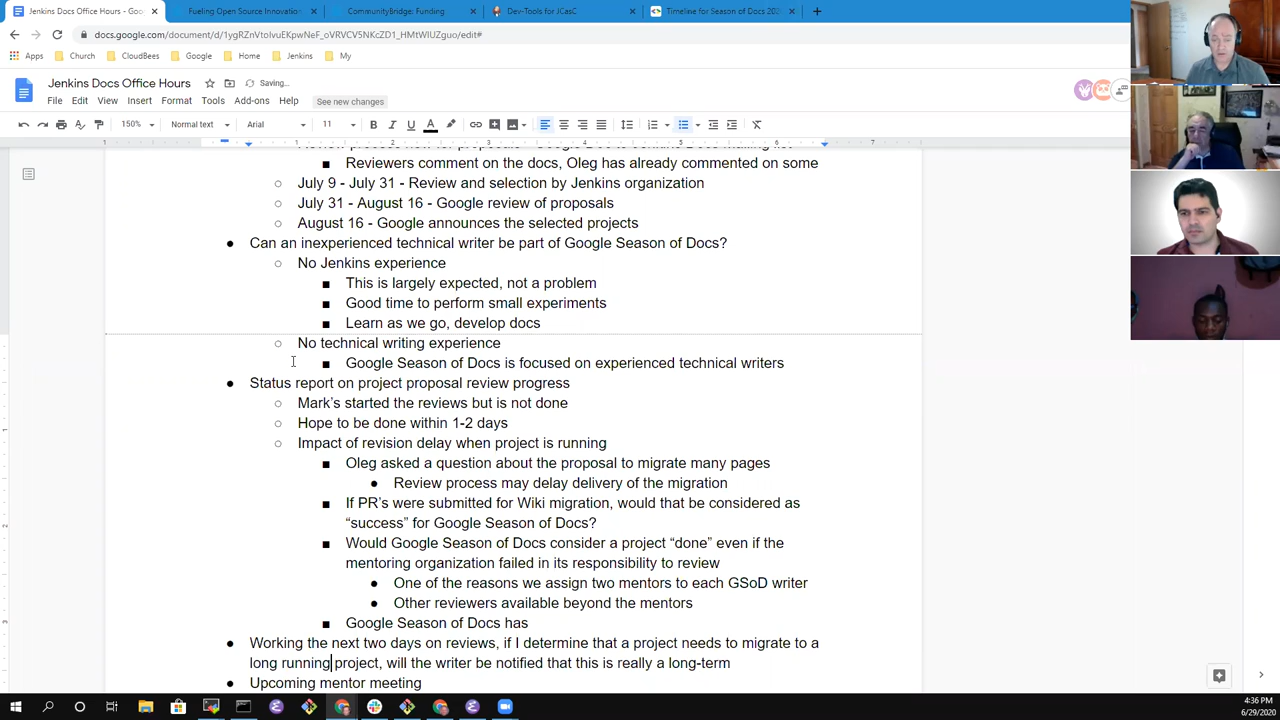 Jenkins Docs Office Hours - Goo
Fueling Open Source Innovation
CommunityBridge: Funding
Dev-Tools for JCasC
Timeline for Season of Docs 202
docs.google.com/document/d/1ygRZnVtoIvuEKpwNeF_oVRVCV5NKcZD1_HMtWIUZguo/edit#
Apps
Church
CloudBees
Google
Home
Jenkins
My
Jenkins Docs Office Hours
Saving...
File Edit View Insert Format Tools Add-ons Help
See new changes
150%
Normal text
Arial
11
1 1 2 3 4 5 6 7
Reviewers comment on the docs, Oleg has already commented on some
July 9 - July 31 - Review and selection by Jenkins organization
July 31 - August 16 - Google review of proposals
August 16 - Google announces the selected projects
Can an inexperienced technical writer be part of Google Season of Docs?
No Jenkins experience
This is largely expected, not a problem
Good time to perform small experiments
Learn as we go, develop docs
No technical writing experience
Google Season of Docs is focused on experienced technical writers
Status report on project proposal review progress
Mark's started the reviews but is not done
Hope to be done within 1-2 days
Impact of revision delay when project is running
Oleg asked a question about the proposal to migrate many pages
Review process may delay delivery of the migration
If PR's were submitted for Wiki migration, would that be considered as
“success” for Google Season of Docs?
Would Google Season of Docs consider a project “done” even if the
mentoring organization failed in its responsibility to review
One of the reasons we assign two mentors to each GSoD writer
Other reviewers available beyond the mentors
Google Season of Docs has
Working the next two days on reviews, if I determine that a project needs to migrate to a
long running project, will the writer be notified that this is really a long-term
Upcoming mentor meeting
4:36 PM
6/29/2020